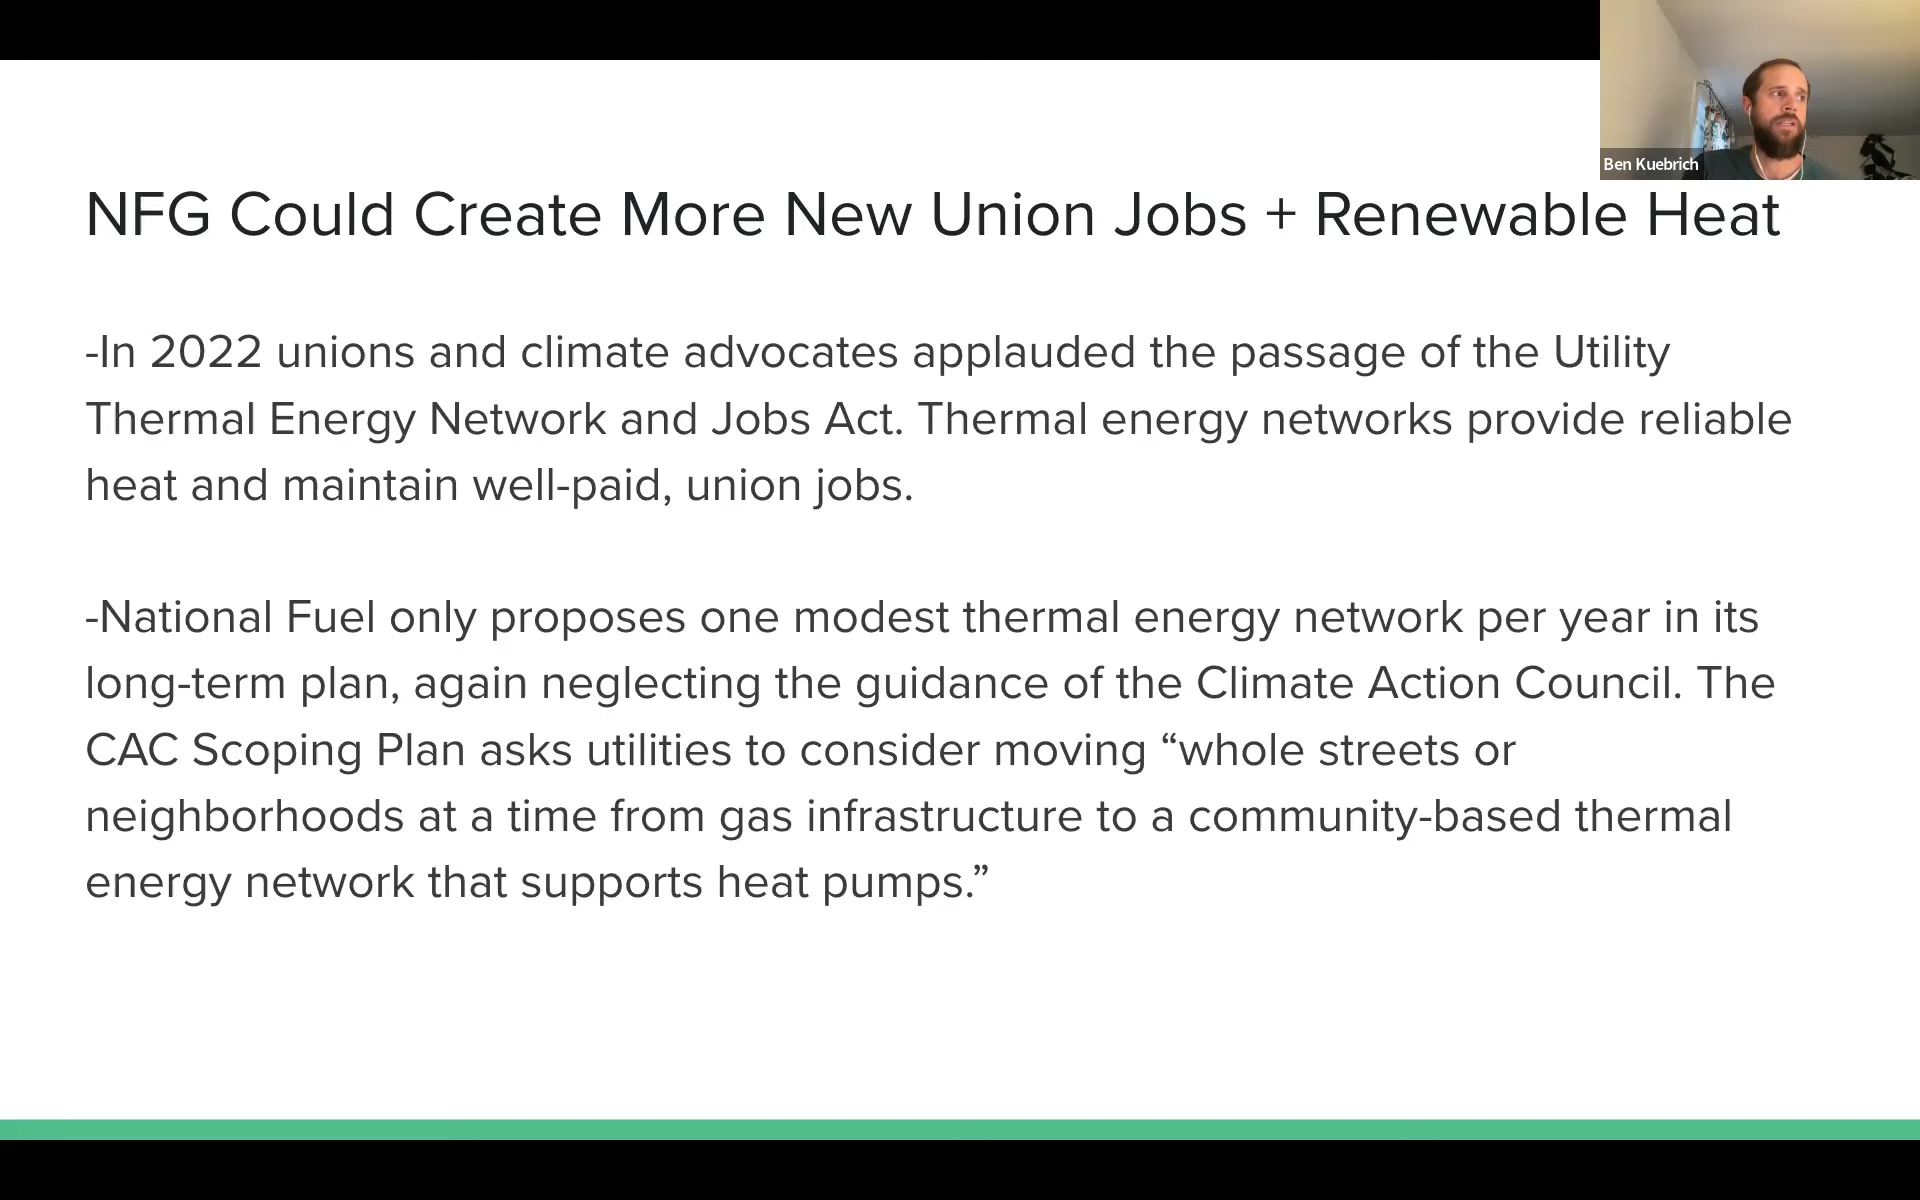 Ben Kuebrich
NFG Could Create More New Union Jobs + Renewable Heat
-In 2022 unions and climate advocates applauded the passage of the Utility
Thermal Energy Network and Jobs Act. Thermal energy networks provide reliable
heat and maintain well-paid, union jobs.
-National Fuel only proposes one modest thermal energy network per year in its
long-term plan, again neglecting the guidance of the Climate Action Council. The
CAC Scoping Plan asks utilities to consider moving “whole streets or
neighborhoods at a time from gas infrastructure to a community-based thermal
energy network that supports heat pumps.”